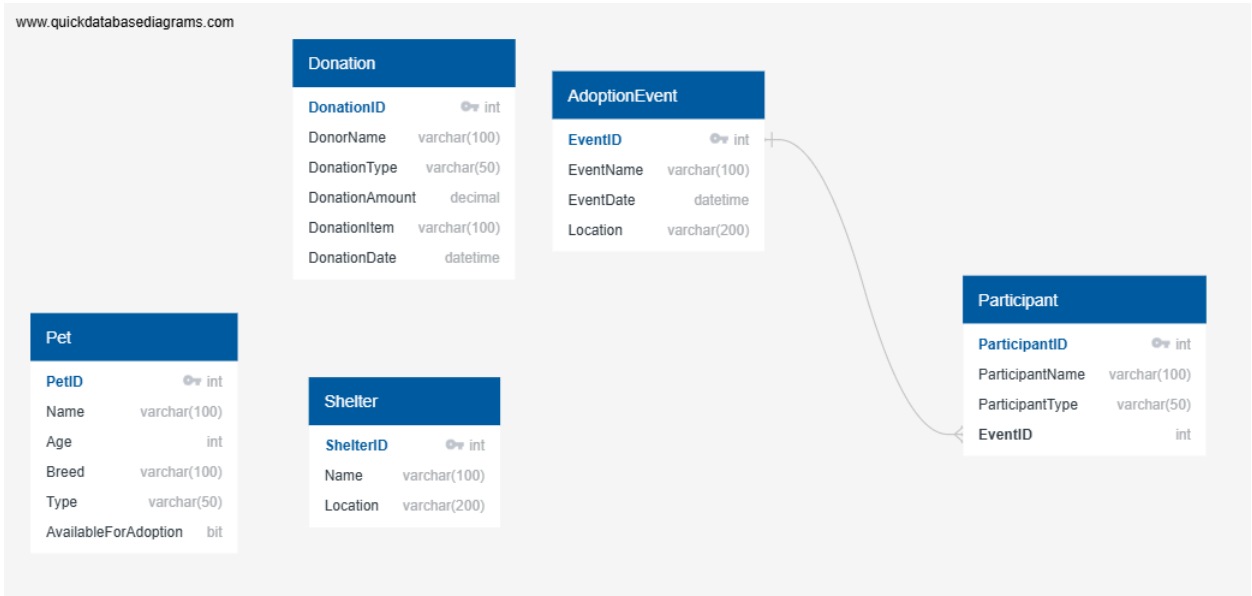 www.quickdatabasediagrams.com
Donation
DonationID int
DonorName varchar(100)
DonationType varchar(50)
DonationAmount decimal
DonationItem varchar(100)
DonationDate datetime
AdoptionEvent
EventID int
EventName varchar(100)
EventDate datetime
Location varchar(200)
Participant
ParticipantID int
ParticipantName varchar(100)
ParticipantType varchar(50)
EventID int
Pet
PetID int
Name varchar(100)
Age int
Breed varchar(100)
Type varchar(50)
AvailableForAdoption bit
Shelter
ShelterID int
Name varchar(100)
Location varchar(200)